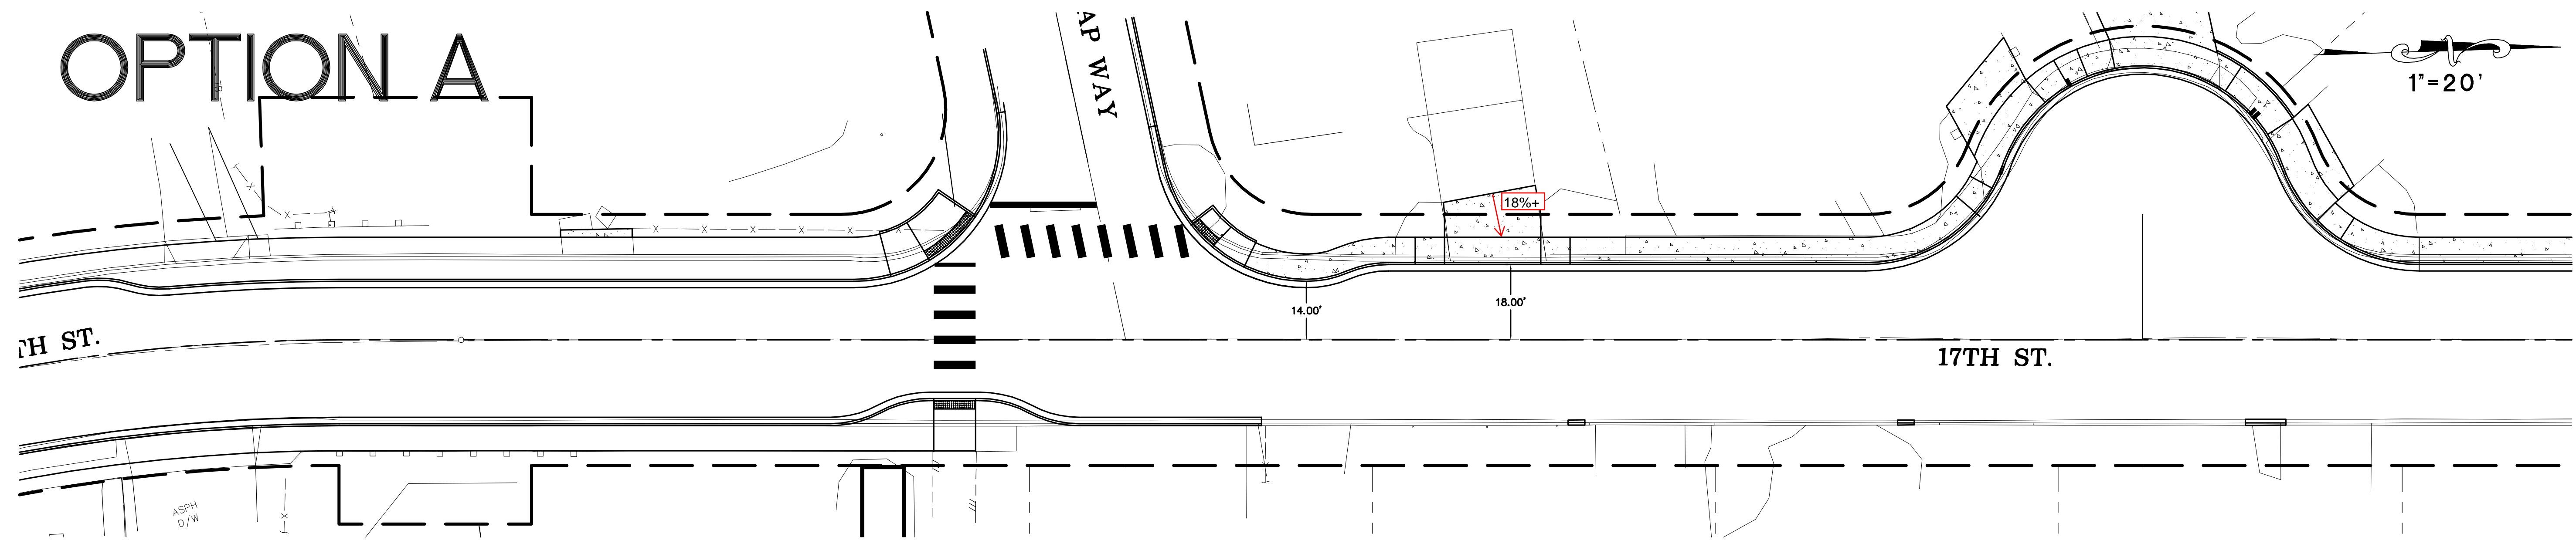 OPTION A
AP WAY
1"=20'
18%+
14.00'
18.00'
TH ST.
17TH ST.
ASPH
D/W